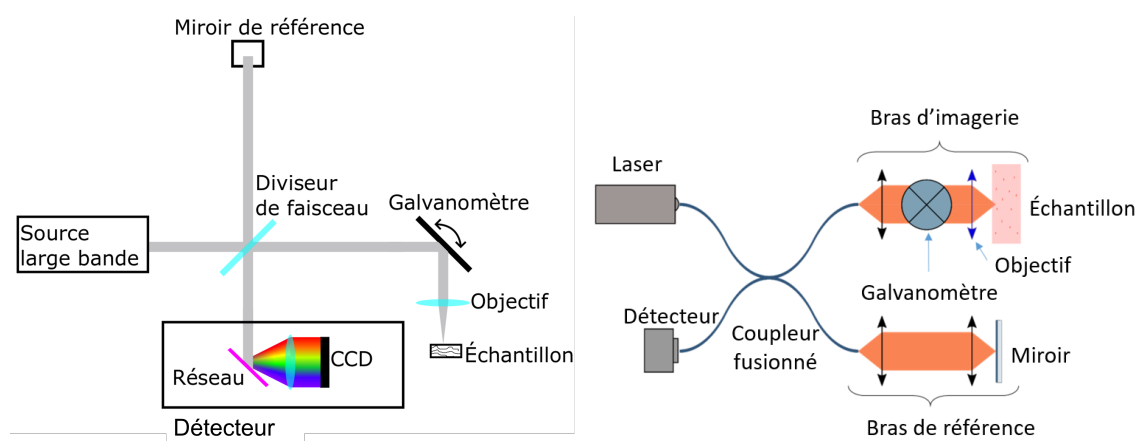 Miroir de référence
Diviseur
de faisceau
Galvanomètre
Source
large bande
Objectif
Échantillon
CCD
Réseau
Détecteur
Bras d'imagerie
Laser
Échantillon
Objectif
Galvanomètre
Détecteur
Coupleur
fusionné
Miroir
Bras de référence